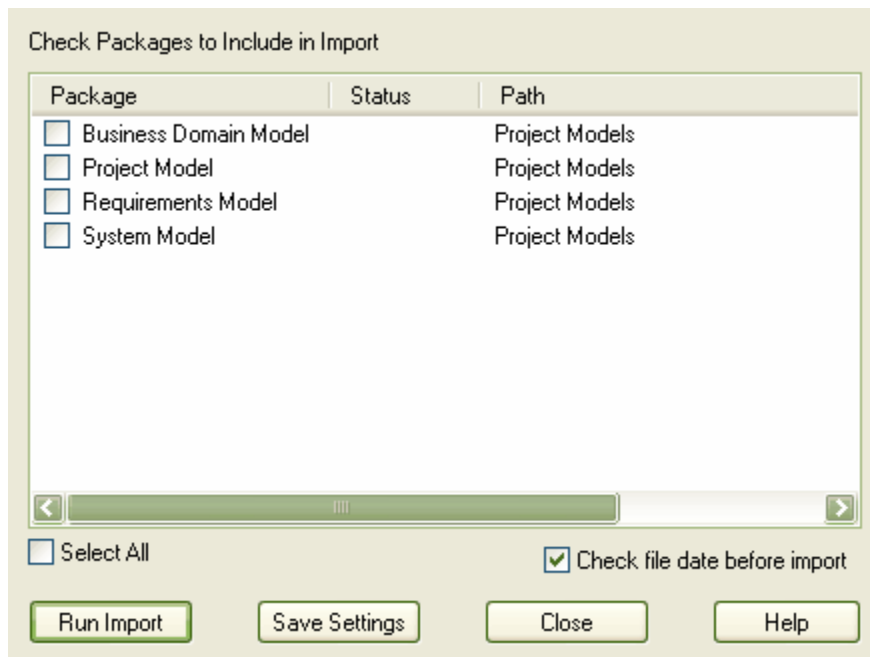 Check Packages to Include in Import
Package Status Path
Business Domain Model Project Models
Project Model Project Models
Requirements Model Project Models
System Model Project Models
Select All Check file date before import
Run Import Save Settings Close Help